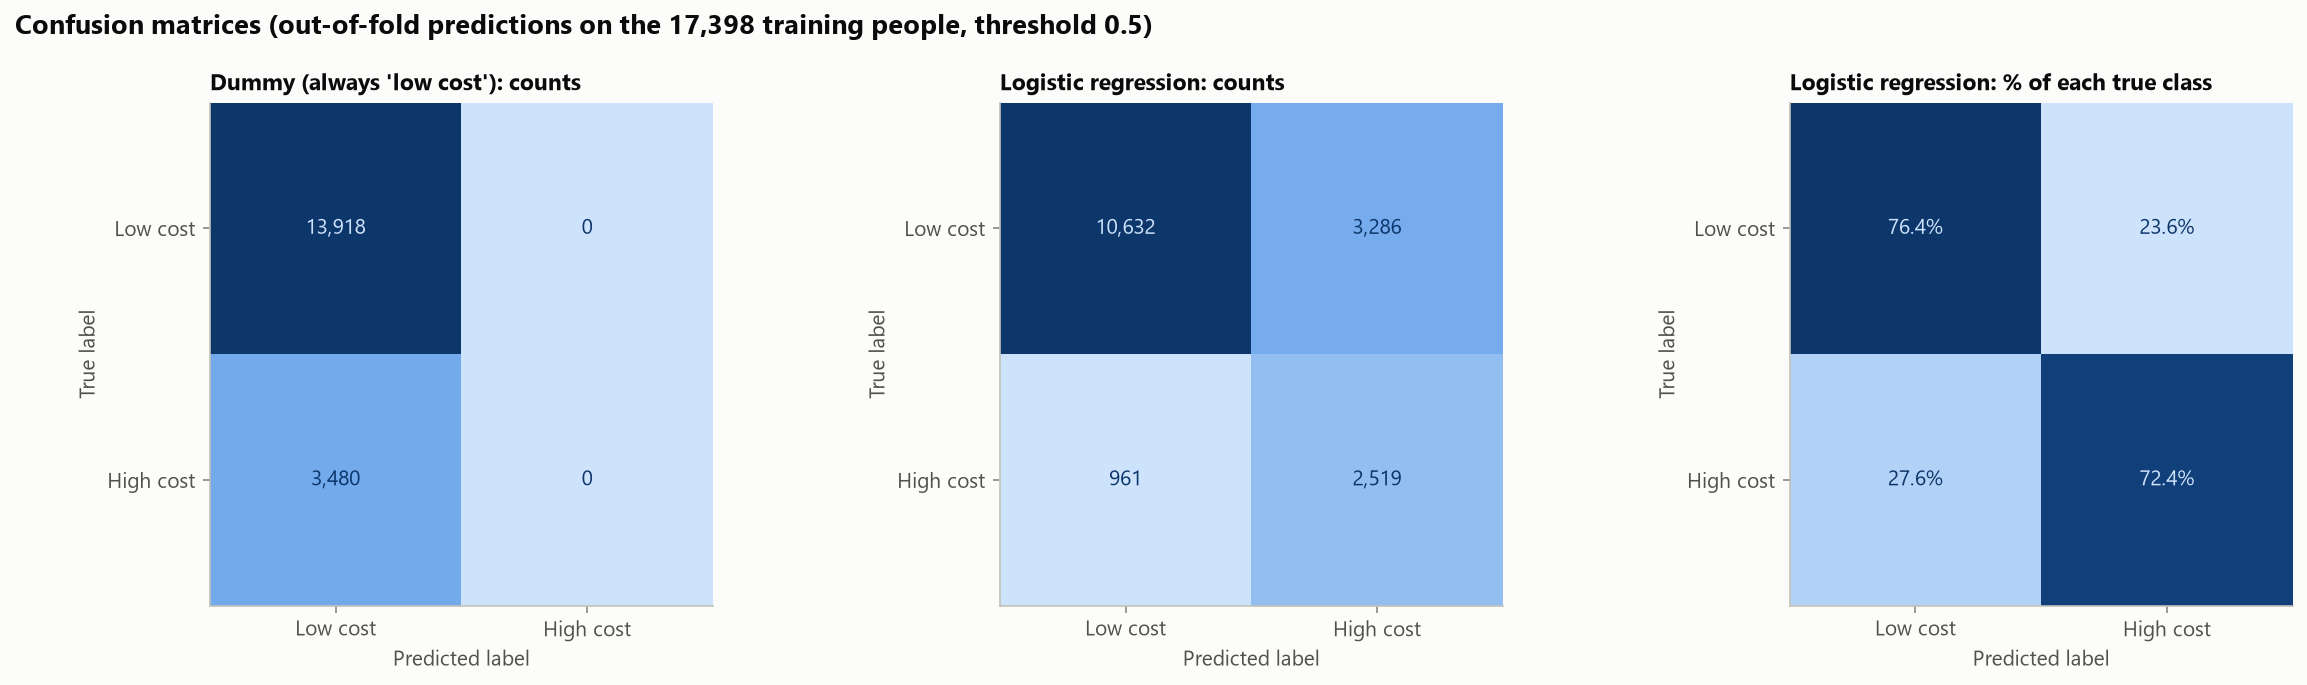 Confusion matrices (out-of-fold predictions on the 17,398 training people, threshold 0.5)
Dummy (always 'low cost'): counts
Low cost
13,918
0
True label
High cost
3,480
0
Low cost
High cost
Predicted label
Logistic regression: counts
Low cost
10,632
3,286
True label
High cost
961
2,519
Low cost
High cost
Predicted label
Logistic regression: % of each true class
Low cost
76.4%
23.6%
True label
High cost
27.6%
72.4%
Low cost
High cost
Predicted label